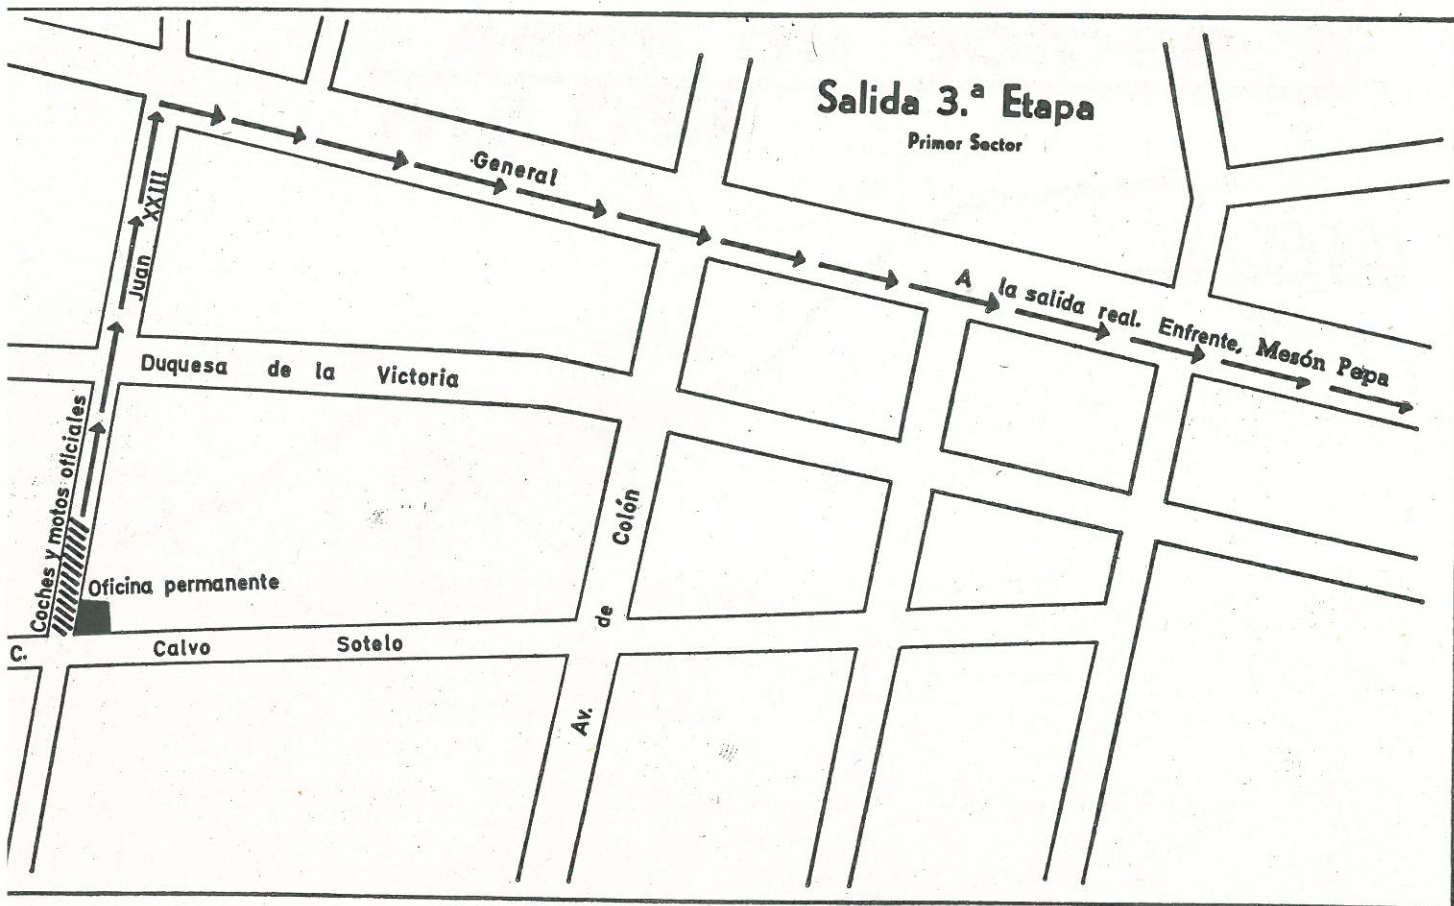 Salida 3.ª Etapa
Primer Sector
General
Juan XXIII
A la salida real. Enfrente, Mesón Pepa
Duquesa de la Victoria
Coches y motos oficiales
Av. de Colón
Oficina permanente
C. Calvo Sotelo